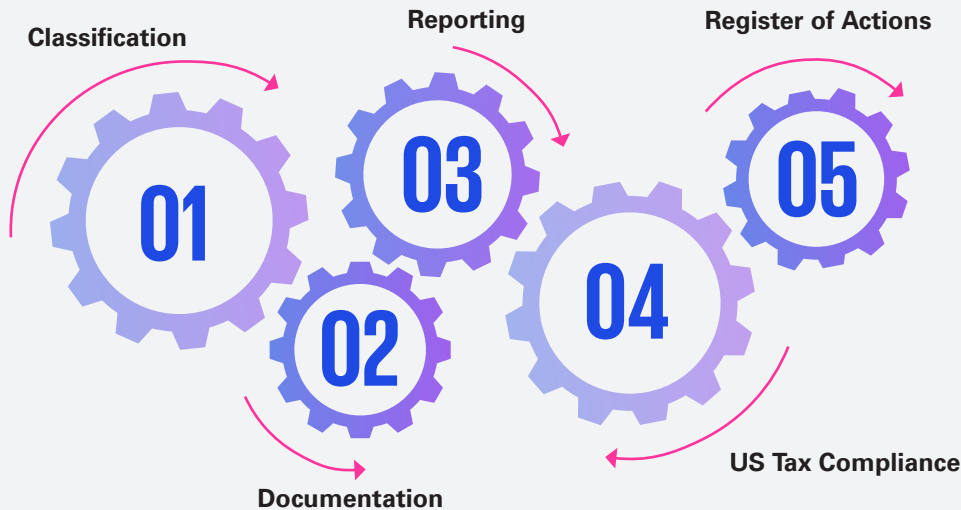 Classification
01
Documentation
02
Reporting
03
US Tax Compliance
04
Register of Actions
05